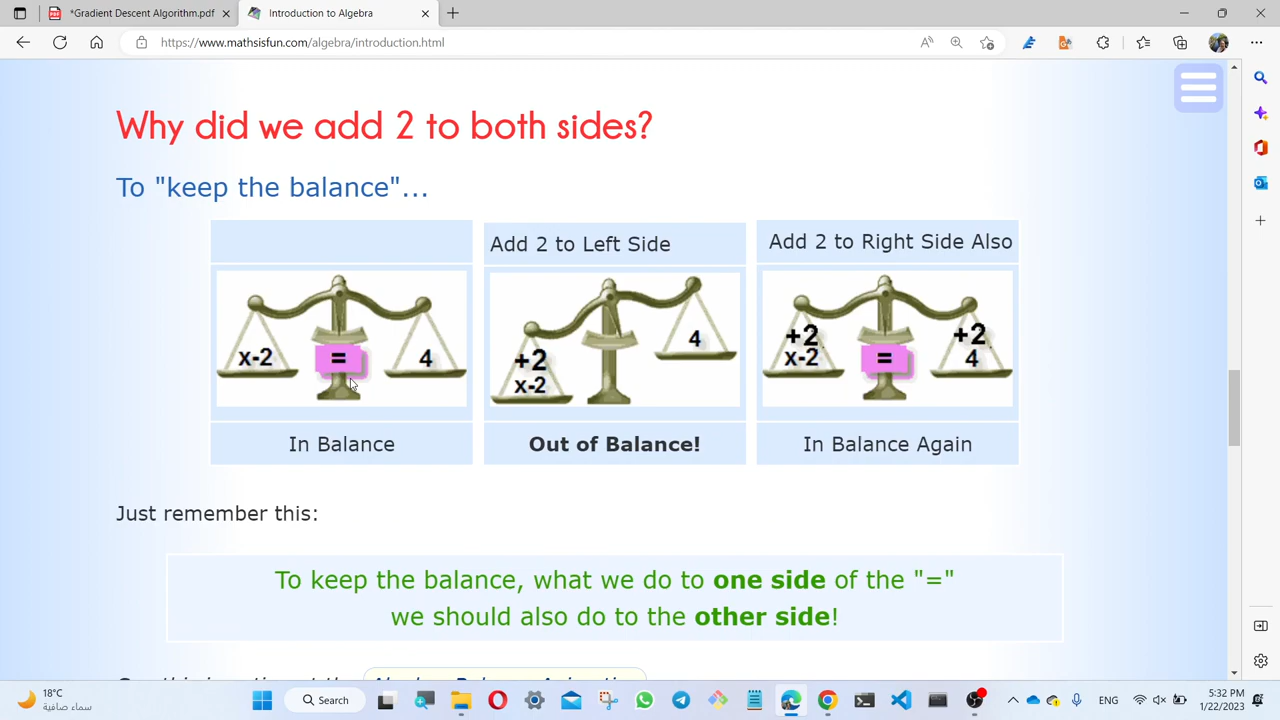 *Gradient Descent Algorithm.pdf
Introduction to Algebra
https://www.mathsisfun.com/algebra/introduction.html
Why did we add 2 to both sides?
To "keep the balance"...
Add 2 to Left Side
Add 2 to Right Side Also
x-2
=
4
+2
x-2
4
+2
x-2
=
+2
4
In Balance
Out of Balance!
In Balance Again
Just remember this:
To keep the balance, what we do to one side of the "="
we should also do to the other side!
18°C
سماء صافية
Search
ENG
5:32 PM
1/22/2023